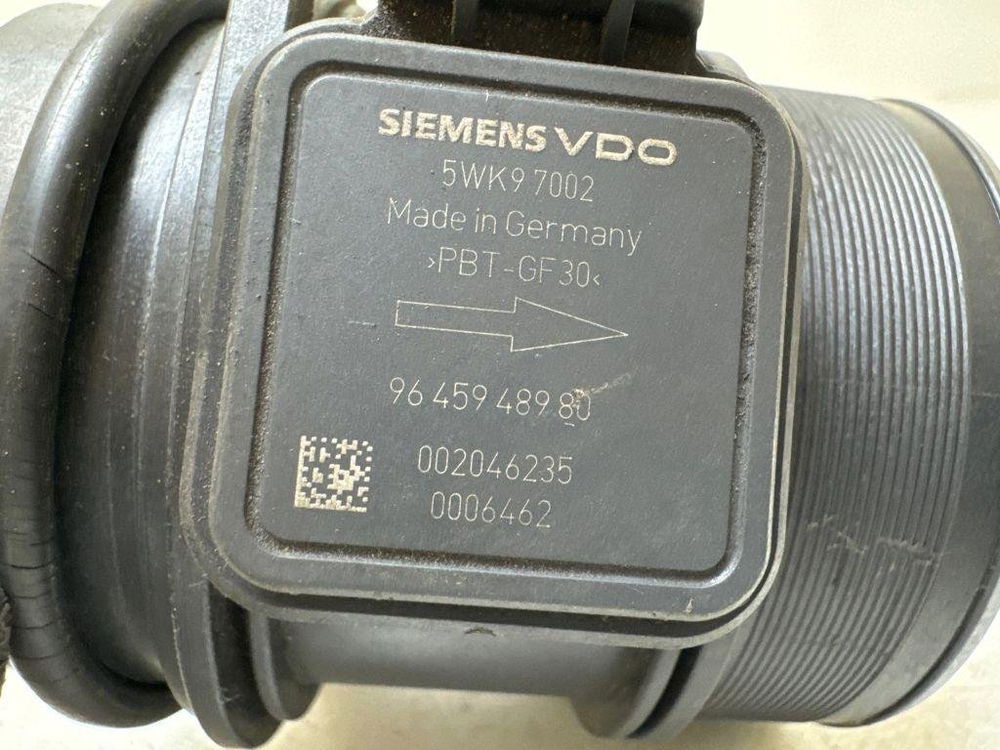 SIEMENS VDO
5WK9 7002
Made in Germany
›PBT-GF30‹
96 459 489 80
002046235
0006462